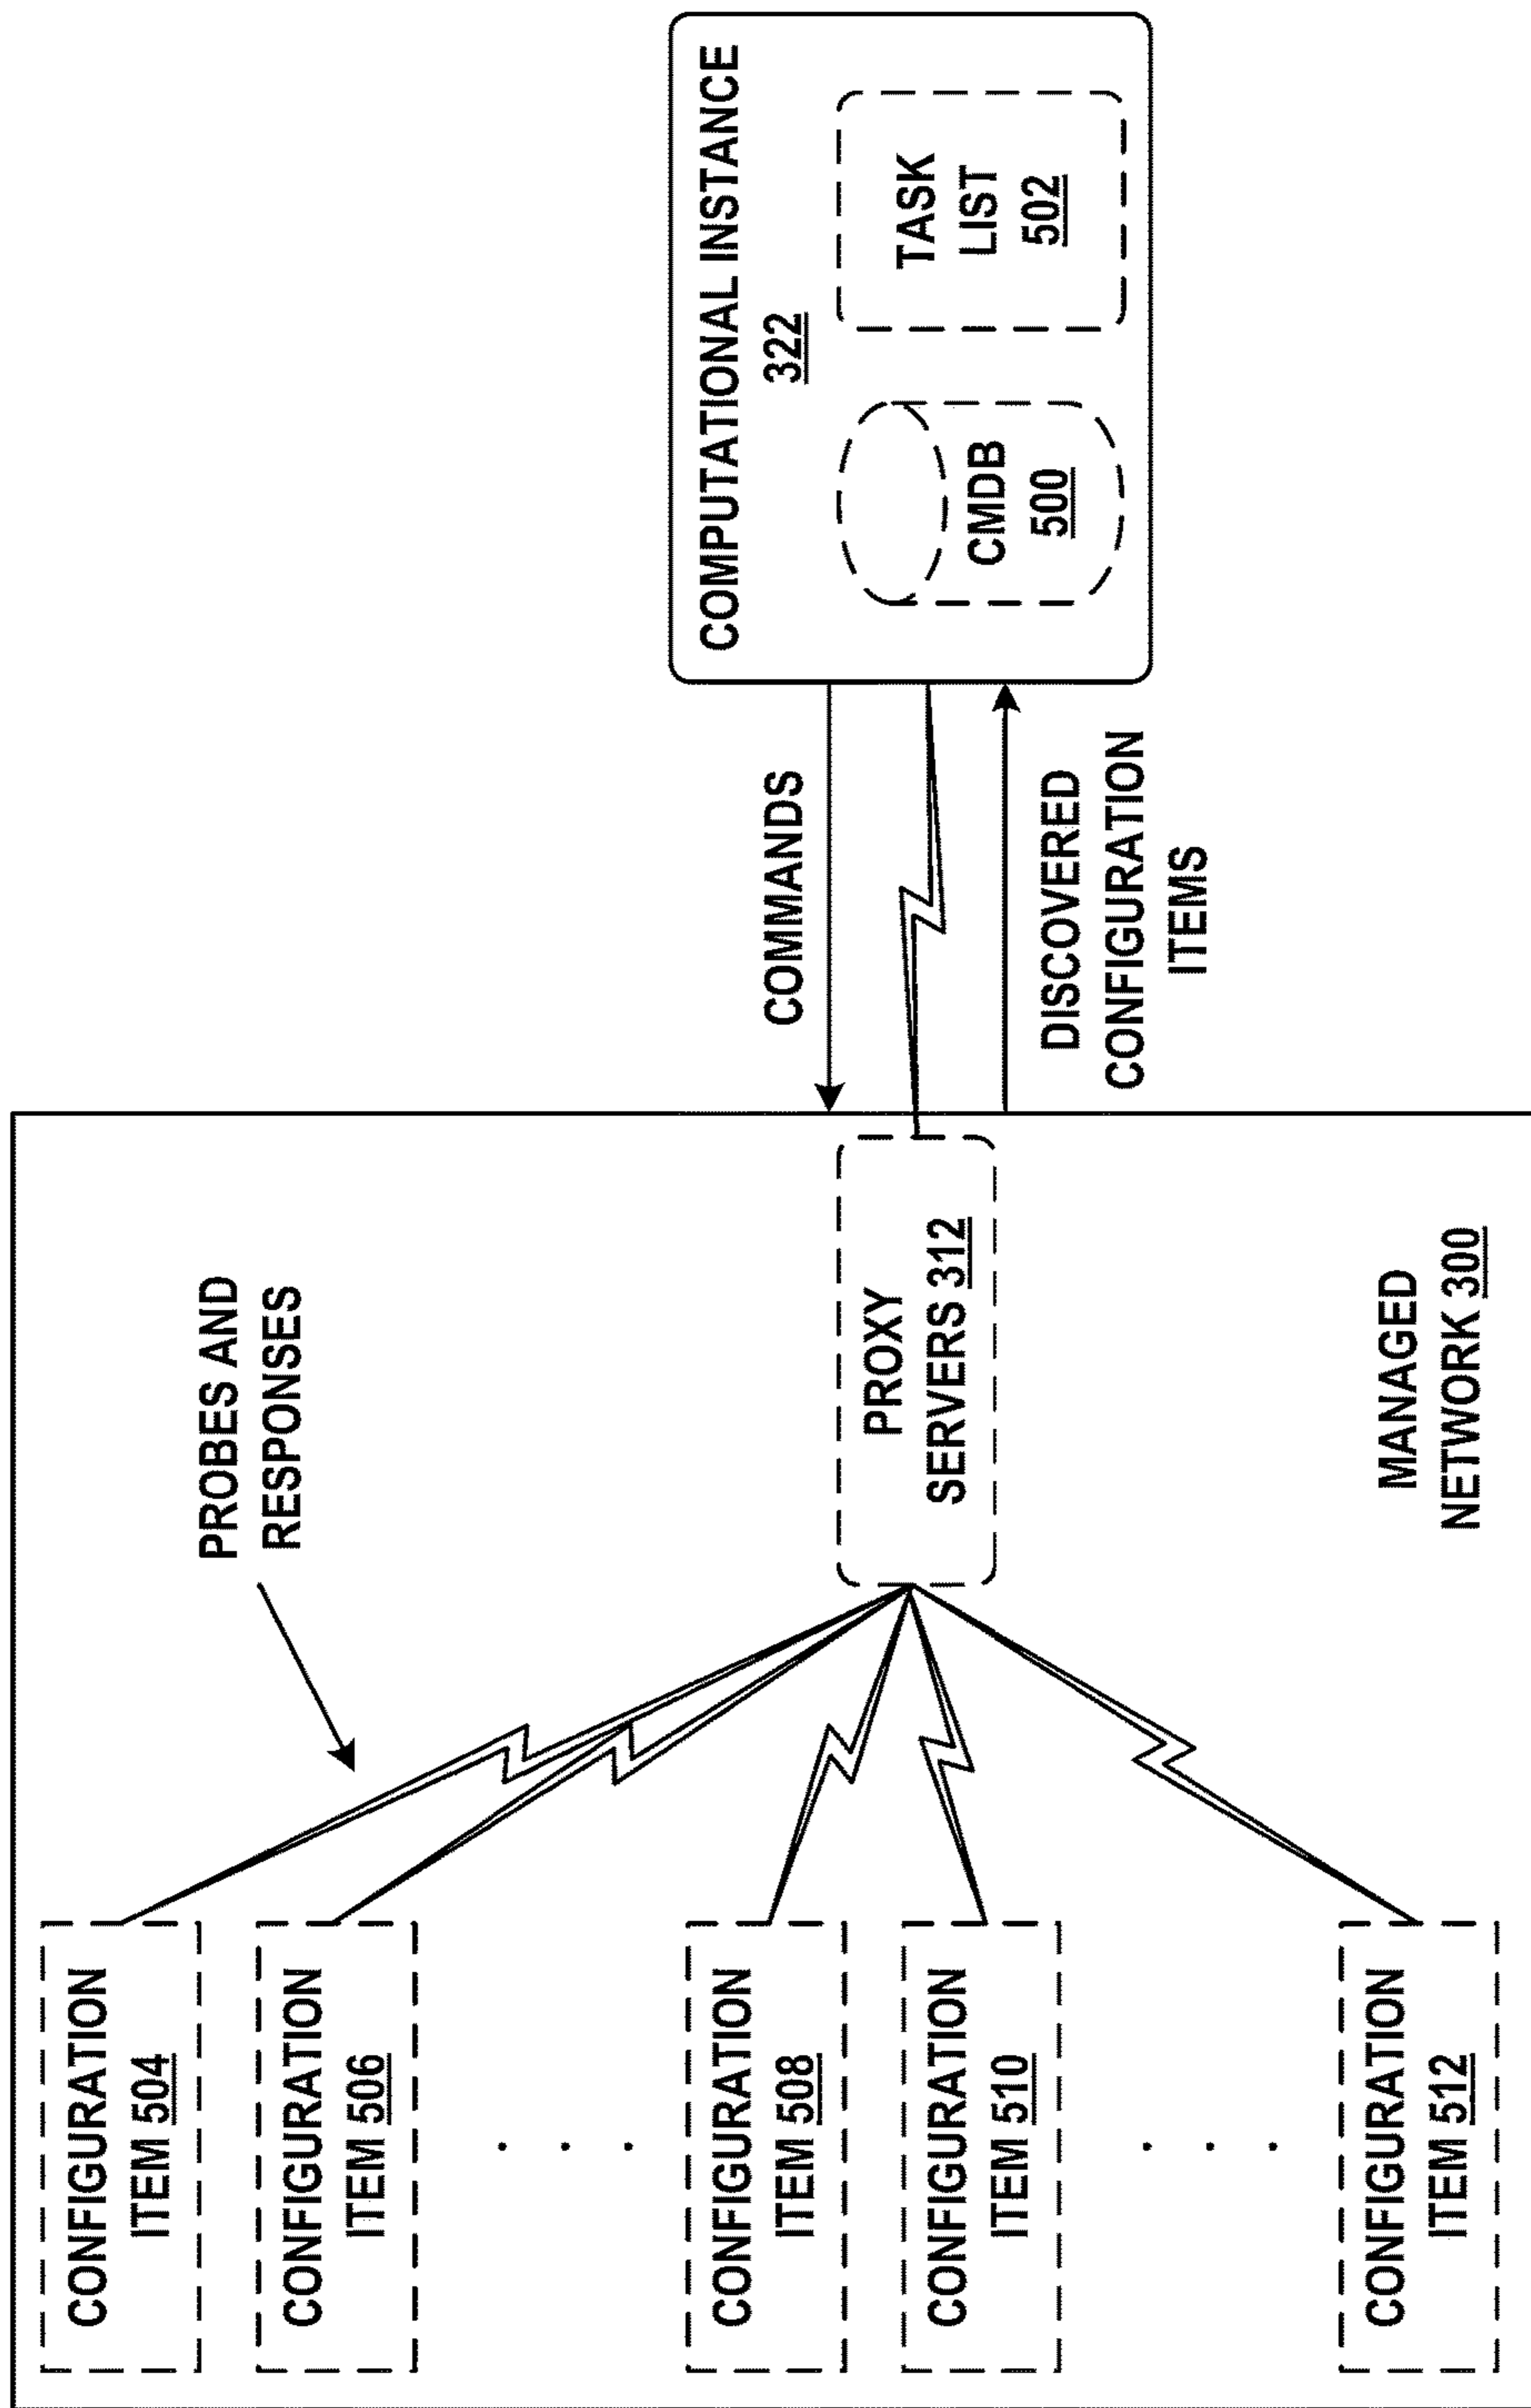 COMPUTATIONAL INSTANCE
322
CMDB
500
TASK
LIST
502
COMMANDS
DISCOVERED
CONFIGURATION
ITEMS
PROBES AND
RESPONSES
PROXY
SERVERS 312
MANAGED
NETWORK 300
CONFIGURATION
ITEM 504
CONFIGURATION
ITEM 506
. . .
CONFIGURATION
ITEM 508
CONFIGURATION
ITEM 510
. . .
CONFIGURATION
ITEM 512